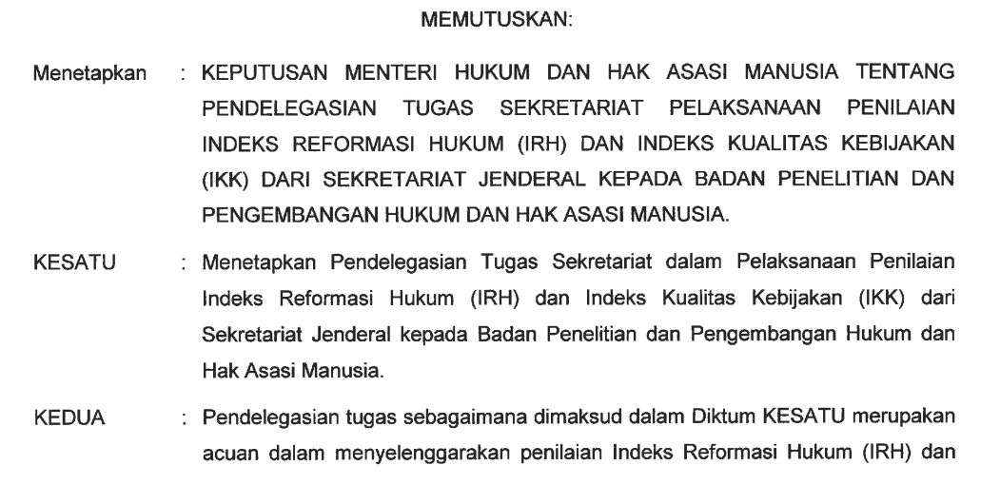 MEMUTUSKAN:
Menetapkan : KEPUTUSAN MENTERI HUKUM DAN HAK ASASI MANUSIA TENTANG
PENDELEGASIAN TUGAS SEKRETARIAT PELAKSANAAN PENILAIAN
INDEKS REFORMASI HUKUM (IRH) DAN INDEKS KUALITAS KEBIJAKAN
(IKK) DARI SEKRETARIAT JENDERAL KEPADA BADAN PENELITIAN DAN
PENGEMBANGAN HUKUM DAN HAK ASASI MANUSIA.
KESATU : Menetapkan Pendelegasian Tugas Sekretariat dalam Pelaksanaan Penilaian
Indeks Reformasi Hukum (IRH) dan Indeks Kualitas Kebijakan (IKK) dari
Sekretariat Jenderal kepada Badan Penelitian dan Pengembangan Hukum dan
Hak Asasi Manusia.
KEDUA : Pendelegasian tugas sebagaimana dimaksud dalam Diktum KESATU merupakan
acuan dalam menyelenggarakan penilaian Indeks Reformasi Hukum (IRH) dan